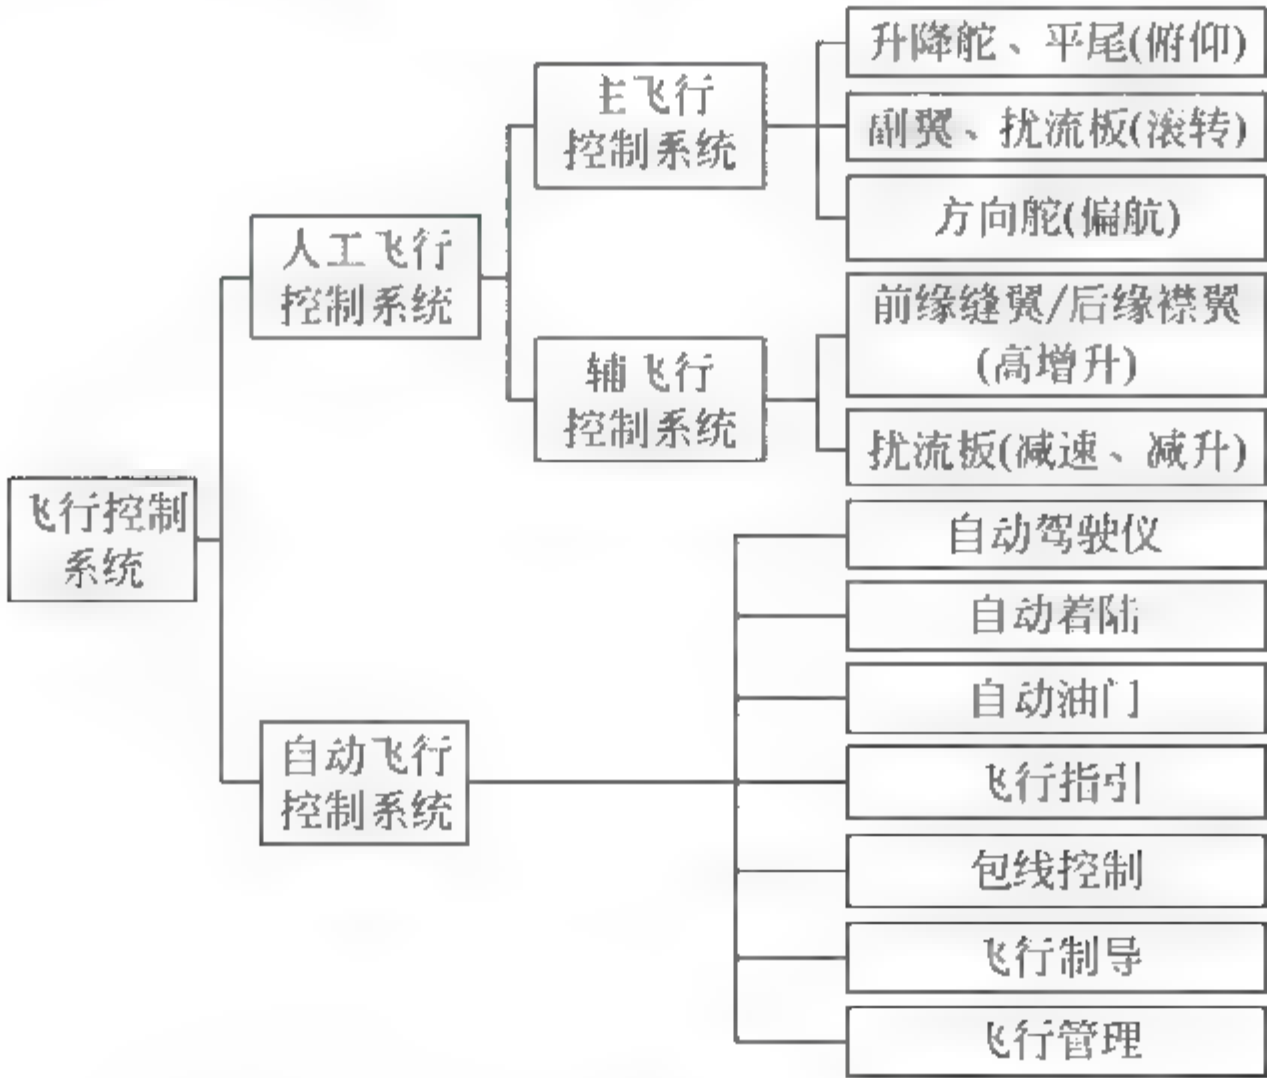 升降舵、平尾(俯仰)
主飞行
控制系统
副翼、扰流板(滚转)
方向舵(偏航)
人工飞行
控制系统
前缘缝翼/后缘襟翼
(高增升)
辅飞行
控制系统
扰流板(减速、减升)
飞行控制
系统
自动驾驶仪
自动着陆
自动油门
自动飞行
控制系统
飞行指引
包线控制
飞行制导
飞行管理